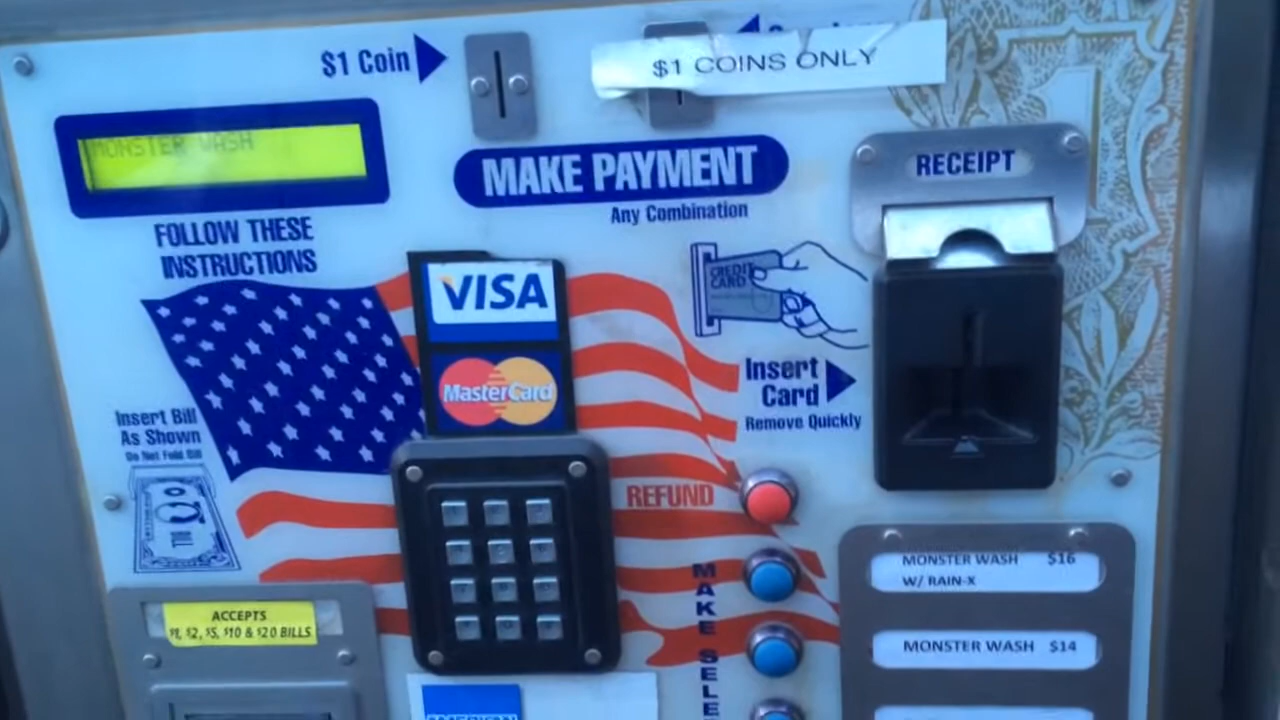 $1 Coin
$1 COINS ONLY
MONSTER WASH
MAKE PAYMENT
Any Combination
RECEIPT
FOLLOW THESE
INSTRUCTIONS
VISA
MasterCard
CREDIT
CARD
Insert
Card
Remove Quickly
Insert Bill
As Shown
Do Not Fold Bill
REFUND
ACCEPTS
$1, $2, $5, $10 & $20 BILLS
MAKE SELE
MONSTER WASH $16
W/ RAIN-X
MONSTER WASH $14
AMERICAN